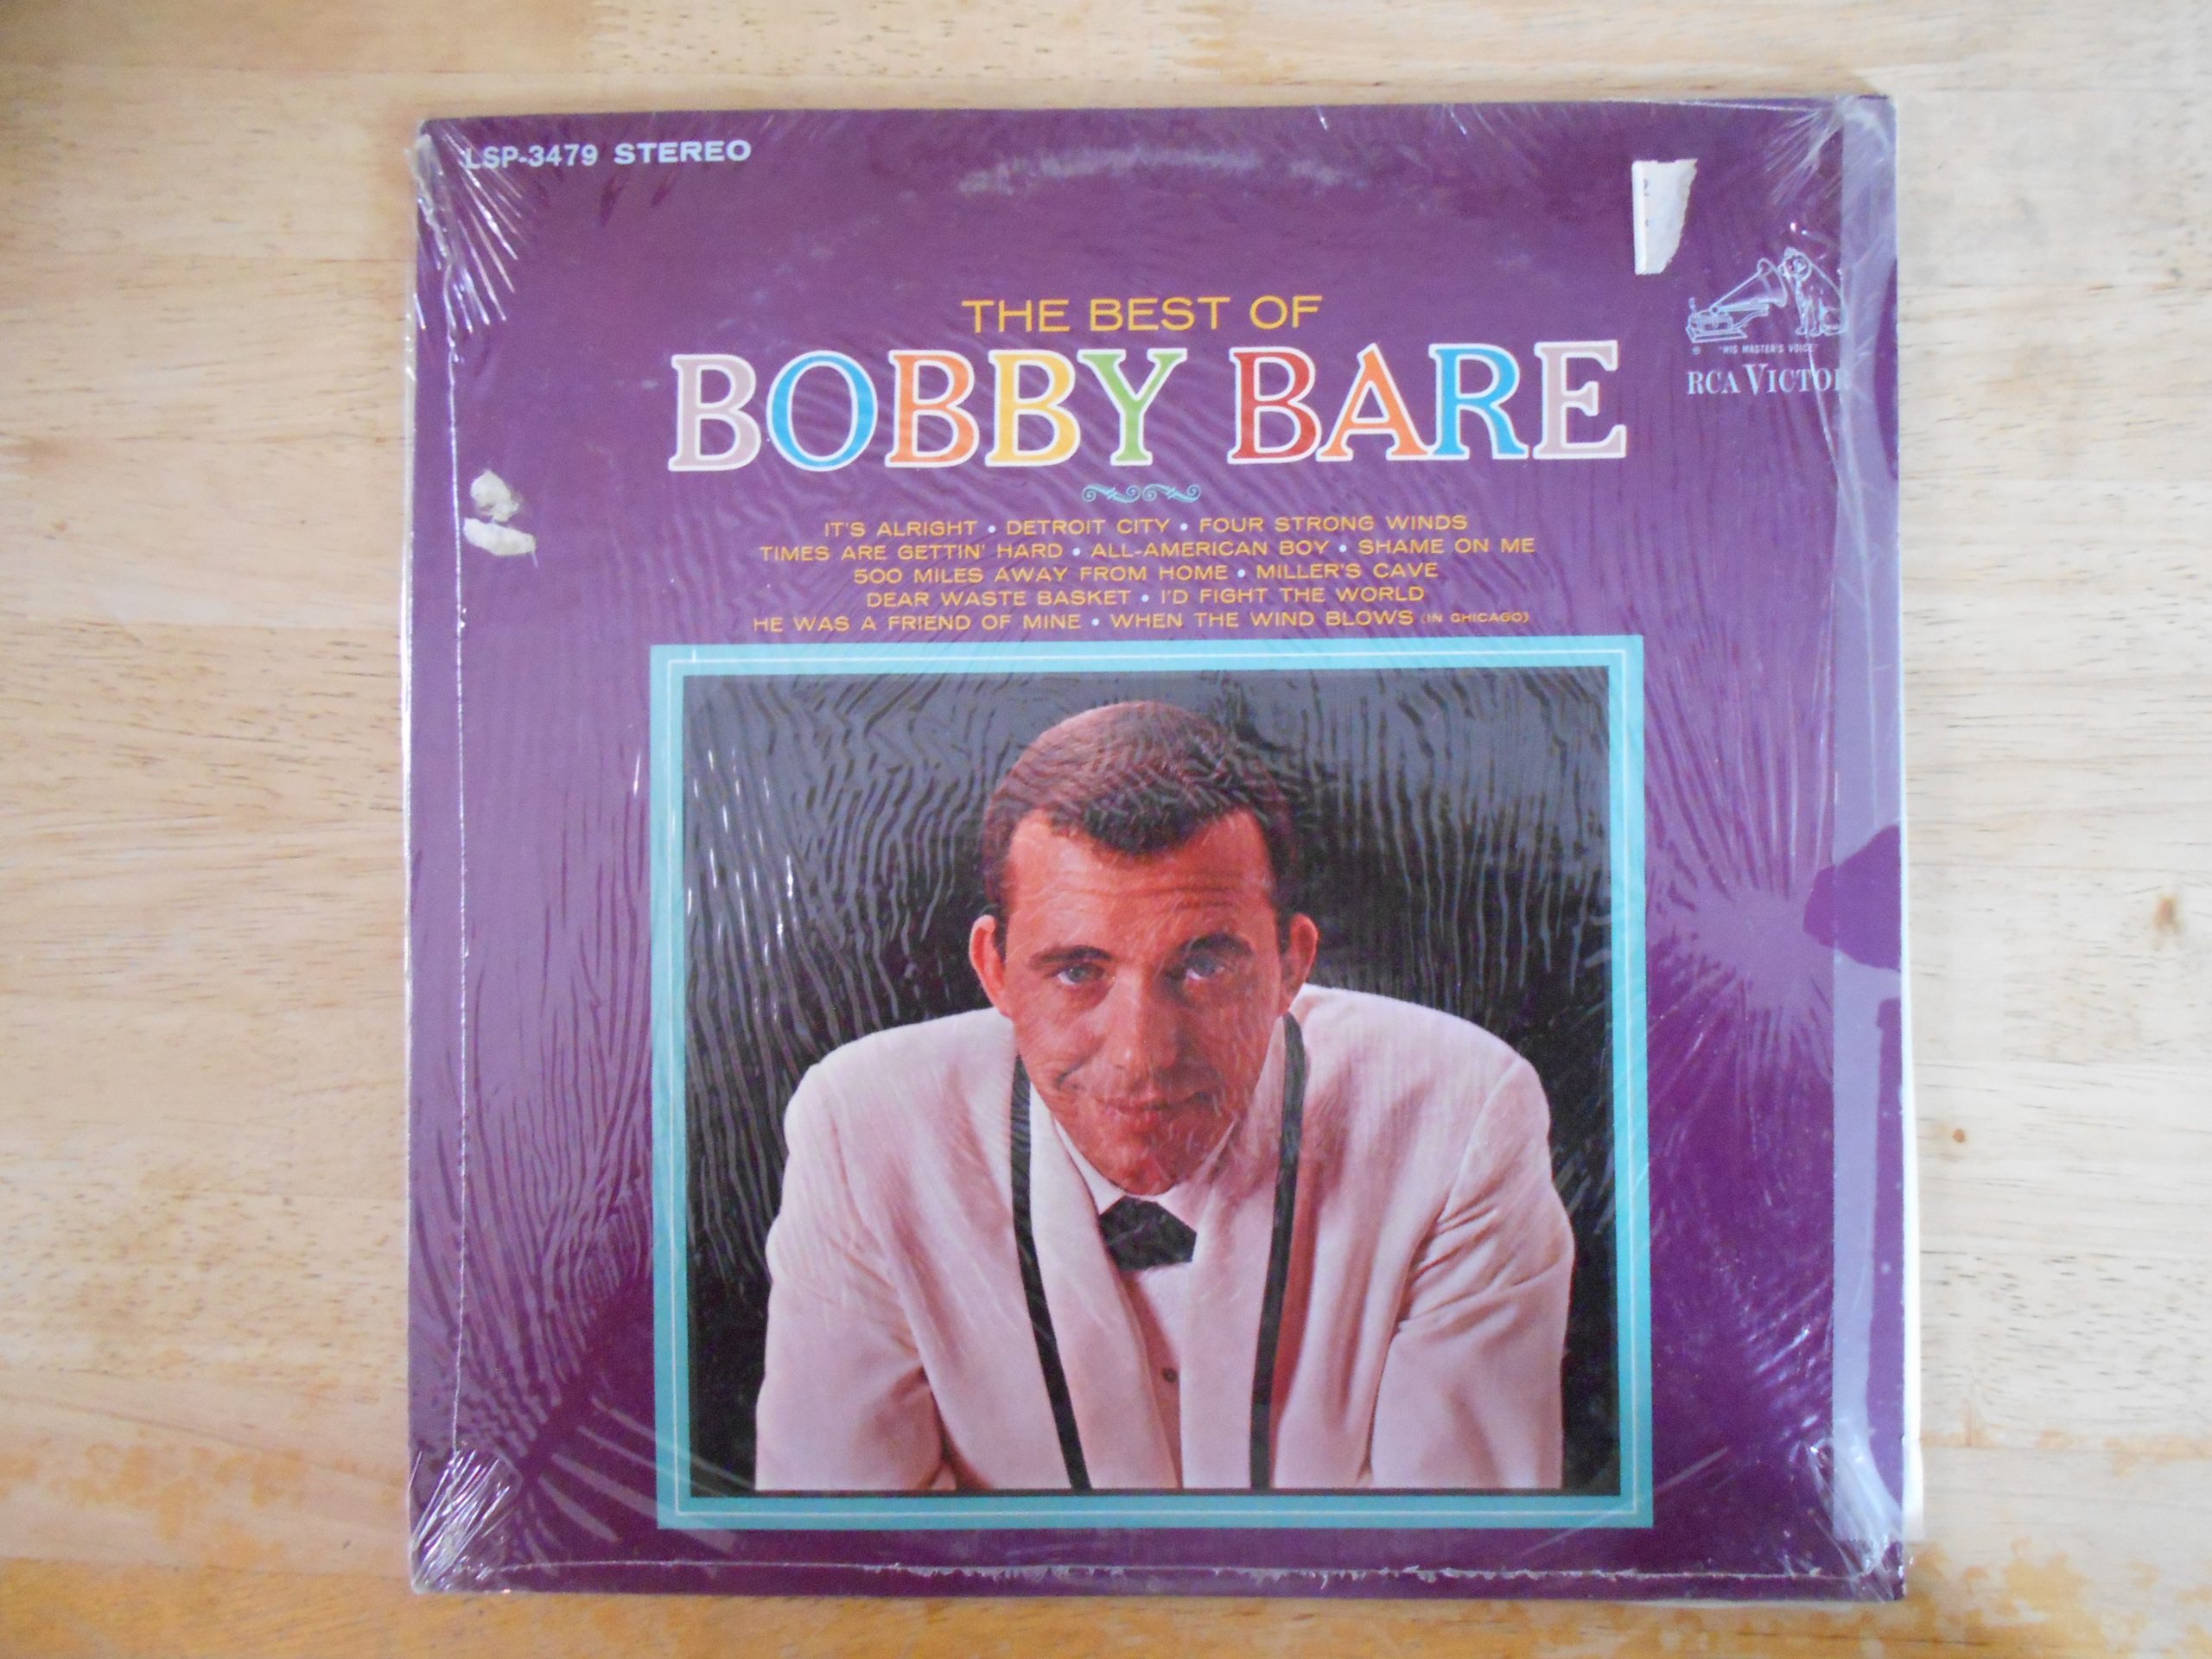 LSP-3479 STEREO
THE BEST OF
BOBBY BARE
"HIS MASTER'S VOICE"
RCA VICTOR
IT'S ALRIGHT • DETROIT CITY • FOUR STRONG WINDS
TIMES ARE GETTIN' HARD • ALL-AMERICAN BOY • SHAME ON ME
500 MILES AWAY FROM HOME • MILLER'S CAVE
DEAR WASTE BASKET • I'D FIGHT THE WORLD
HE WAS A FRIEND OF MINE • WHEN THE WIND BLOWS (IN CHICAGO)